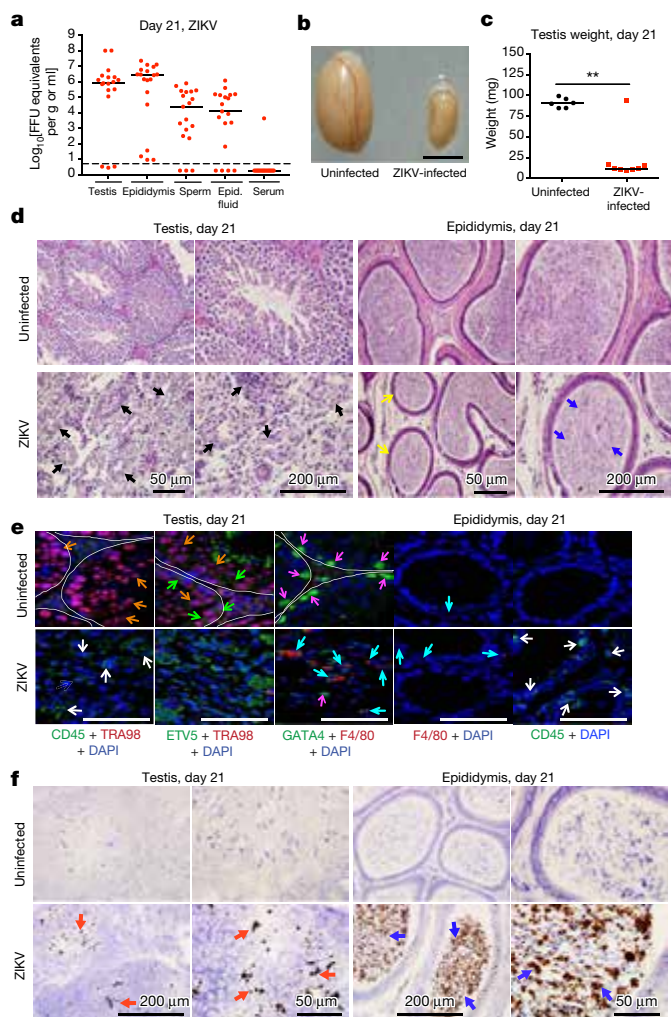 a
Day 21, ZIKV
Log10[FFU equivalents
per g or ml]
9
8
7
6
5
4
3
2
1
0
Testis
Epididymis
Sperm
Epid.
fluid
Serum
b
Uninfected
ZIKV-infected
c
Testis weight, day 21
Weight (mg)
150
125
100
75
50
25
0
**
Uninfected
ZIKV-
infected
d
Testis, day 21
Epididymis, day 21
Uninfected
ZIKV
50 μm
200 μm
50 μm
200 μm
e
Testis, day 21
Epididymis, day 21
Uninfected
ZIKV
CD45 + TRA98
+ DAPI
ETV5 + TRA98
+ DAPI
GATA4 + F4/80
+ DAPI
F4/80 + DAPI
CD45 + DAPI
f
Testis, day 21
Epididymis, day 21
Uninfected
ZIKV
200 μm
50 μm
200 μm
50 μm